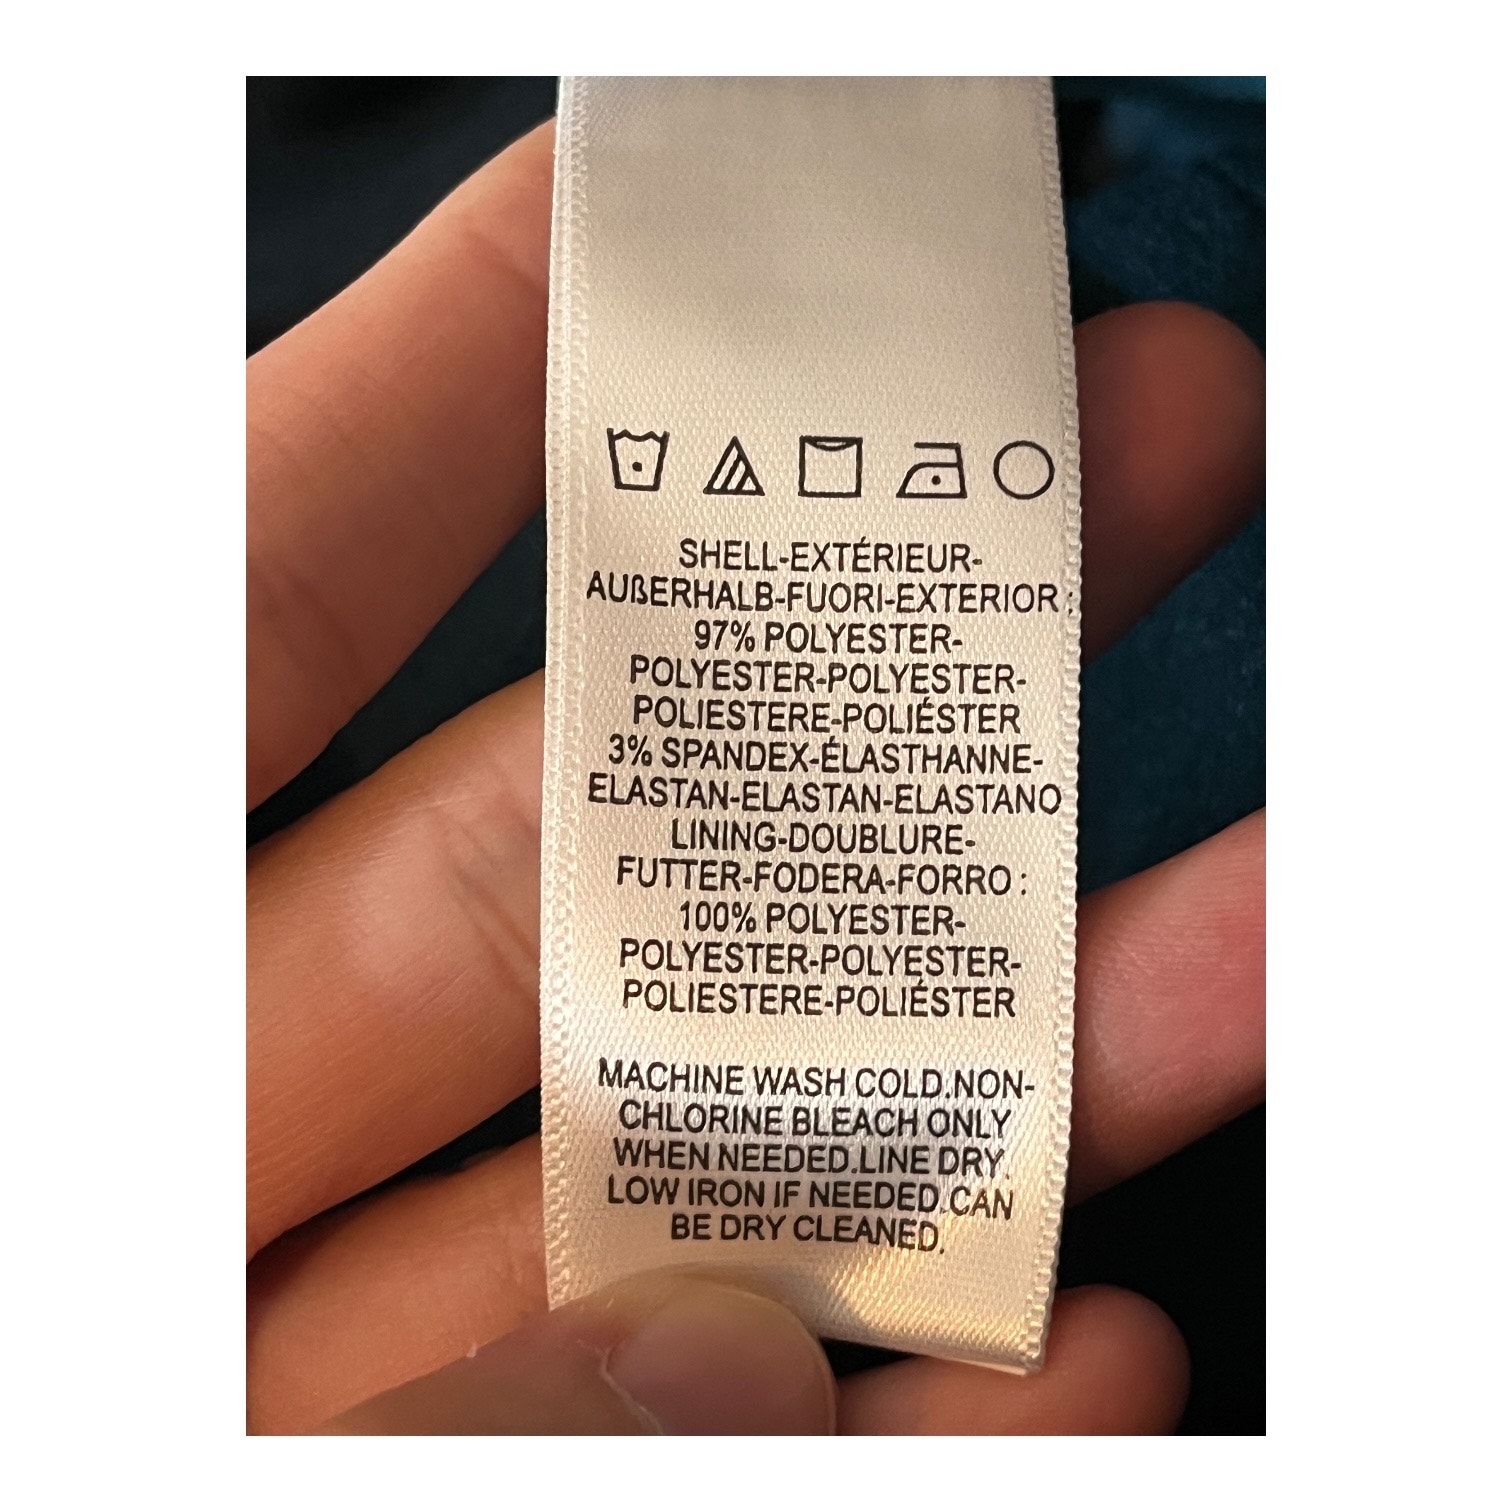 SHELL-EXTÉRIEUR-
AUßERHALB-FUORI-EXTERIOR :
97% POLYESTER-
POLYESTER-POLYESTER-
POLIESTERE-POLIÉSTER
3% SPANDEX-ÉLASTHANNE-
ELASTAN-ELASTAN-ELASTANO
LINING-DOUBLURE-
FUTTER-FODERA-FORRO :
100% POLYESTER-
POLYESTER-POLYESTER-
POLIESTERE-POLIÉSTER
MACHINE WASH COLD.NON-
CHLORINE BLEACH ONLY
WHEN NEEDED.LINE DRY.
LOW IRON IF NEEDED.CAN
BE DRY CLEANED.